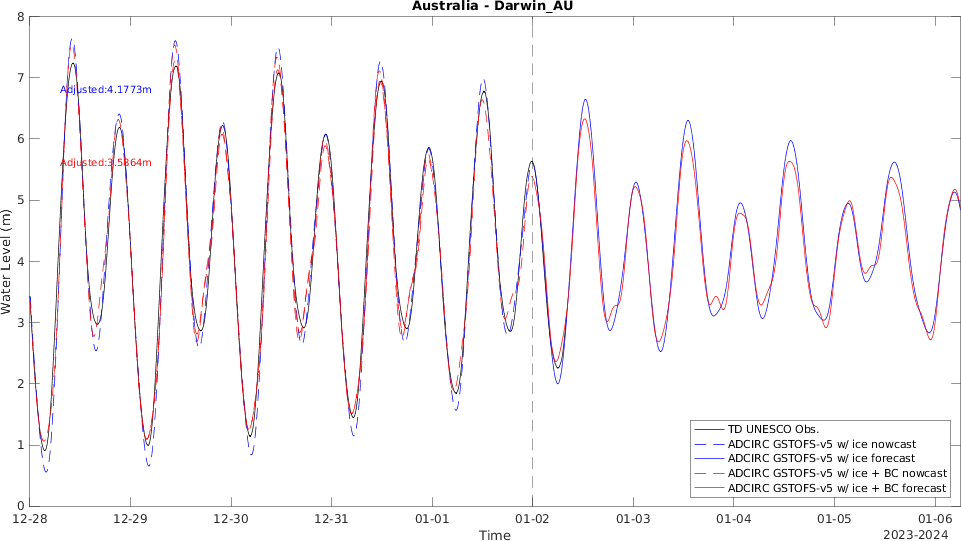 Australia - Darwin_AU
Water Level (m)
8
7
6
5
4
3
2
1
0
Adjusted:4.1773m
Adjusted:3.5864m
TD UNESCO Obs.
ADCIRC GSTOFS-v5 w/ ice nowcast
ADCIRC GSTOFS-v5 w/ ice forecast
ADCIRC GSTOFS-v5 w/ ice + BC nowcast
ADCIRC GSTOFS-v5 w/ ice + BC forecast
12-28 12-29 12-30 12-31 01-01 01-02 01-03 01-04 01-05 01-06
Time
2023-2024